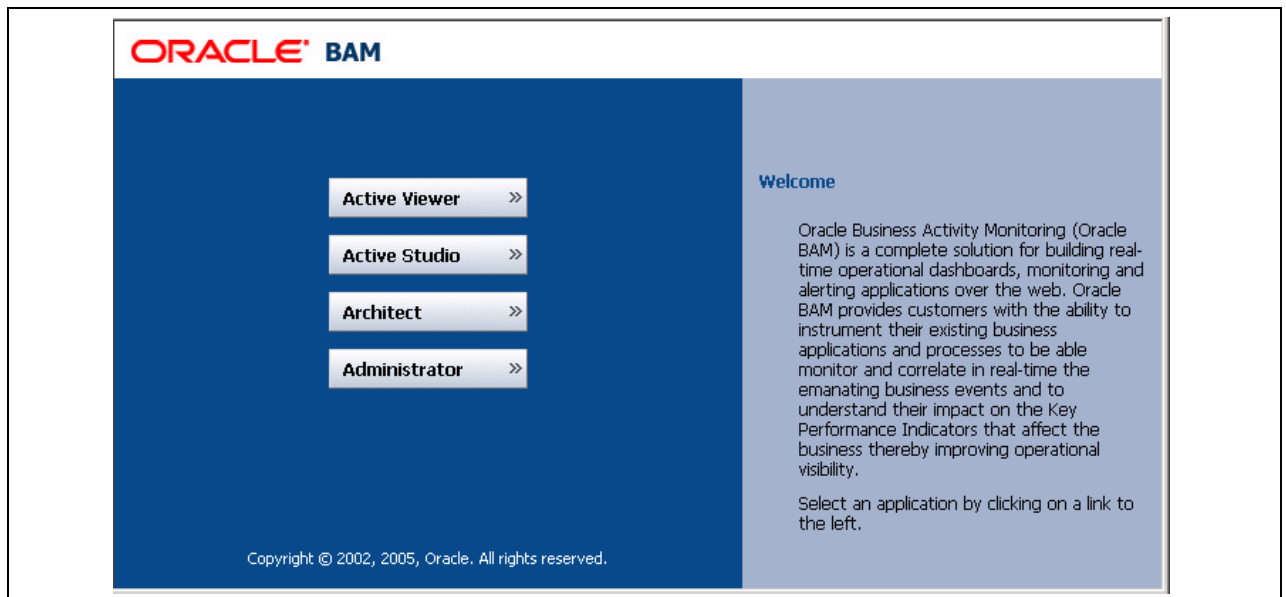 ORACLE® BAM
Active Viewer »
Active Studio »
Architect »
Administrator »
Copyright © 2002, 2005, Oracle. All rights reserved.
Welcome
Oracle Business Activity Monitoring (Oracle
BAM) is a complete solution for building real-
time operational dashboards, monitoring and
alerting applications over the web. Oracle
BAM provides customers with the ability to
instrument their existing business
applications and processes to be able
monitor and correlate in real-time the
emanating business events and to
understand their impact on the Key
Performance Indicators that affect the
business thereby improving operational
visibility.
Select an application by clicking on a link to
the left.